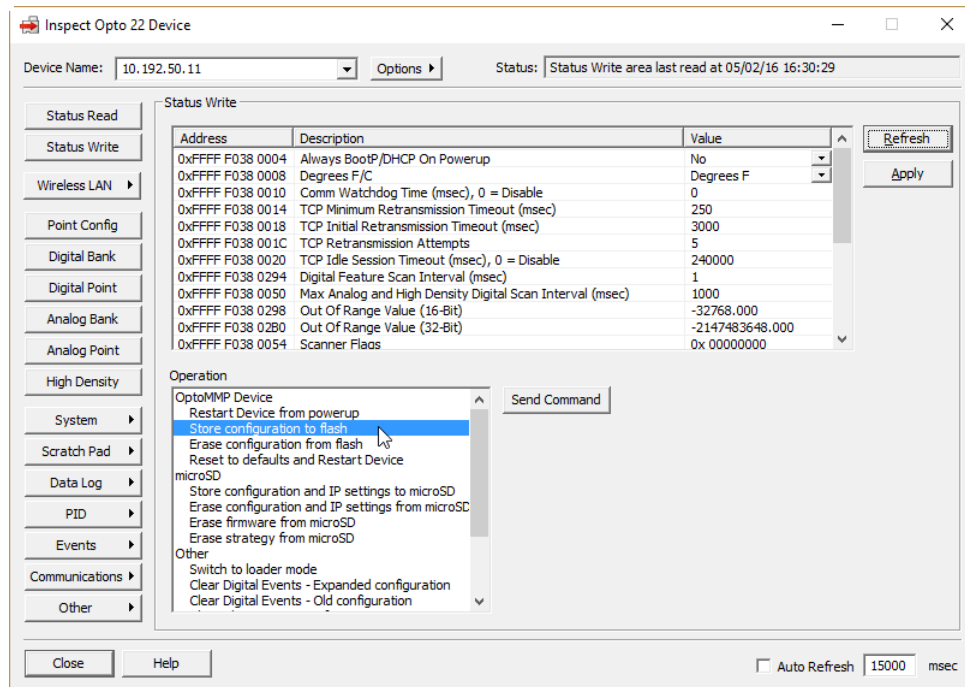 Inspect Opto 22 Device
Device Name: 10.192.50.11 Options Status: Status Write area last read at 05/02/16 16:30:29
Status Read
Status Write
Wireless LAN
Point Config
Digital Bank
Digital Point
Analog Bank
Analog Point
High Density
System
Scratch Pad
Data Log
PID
Events
Communications
Other
Status Write
Address Description Value
0xFFFF F038 0004 Always BootP/DHCP On Powerup No
0xFFFF F038 0008 Degrees F/C Degrees F
0xFFFF F038 0010 Comm Watchdog Time (msec), 0 = Disable 0
0xFFFF F038 0014 TCP Minimum Retransmission Timeout (msec) 250
0xFFFF F038 0018 TCP Initial Retransmission Timeout (msec) 3000
0xFFFF F038 001C TCP Retransmission Attempts 5
0xFFFF F038 0020 TCP Idle Session Timeout (msec), 0 = Disable 240000
0xFFFF F038 0294 Digital Feature Scan Interval (msec) 1
0xFFFF F038 0050 Max Analog and High Density Digital Scan Interval (msec) 1000
0xFFFF F038 0298 Out Of Range Value (16-Bit) -32768.000
0xFFFF F038 02B0 Out Of Range Value (32-Bit) -2147483648.000
0xFFFF F038 0054 Scanner Flags 0x 00000000
Refresh
Apply
Operation
OptoMMP Device
Restart Device from powerup
Store configuration to flash
Erase configuration from flash
Reset to defaults and Restart Device
microSD
Store configuration and IP settings to microSD
Erase configuration and IP settings from microSD
Erase firmware from microSD
Erase strategy from microSD
Other
Switch to loader mode
Clear Digital Events - Expanded configuration
Clear Digital Events - Old configuration
Send Command
Close Help Auto Refresh 15000 msec